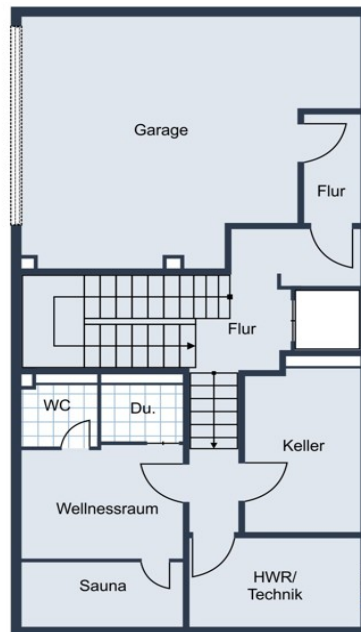 Garage
Flur
Flur
WC
Du.
Keller
Wellnessraum
Sauna
HWR/
Technik